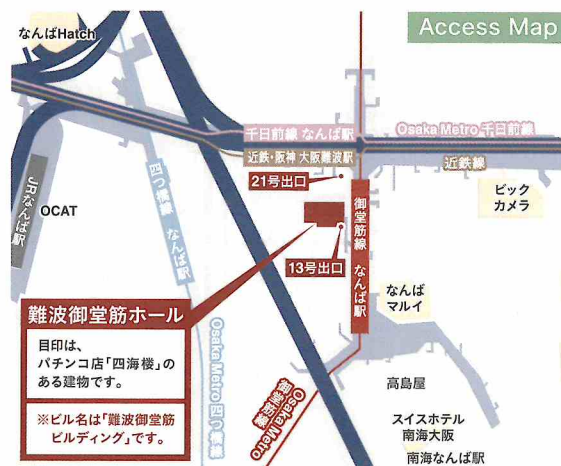 Access Map
なんばHatch
千日前線 なんば駅
Osaka Metro 千日前線
近鉄・阪神 大阪難波駅
近鉄線
21号出口
ビック
カメラ
四つ橋線 なんば駅
JRなんば駅
OCAT
御堂筋線 なんば駅
13号出口
なんば
マルイ
難波御堂筋ホール
目印は、
パチンコ店「四海楼」の
ある建物です。
※ビル名は「難波御堂筋
ビルディング」です。
Osaka Metro 四つ橋線
Osaka Metro
御堂筋線
高島屋
スイスホテル
南海大阪
南海なんば駅